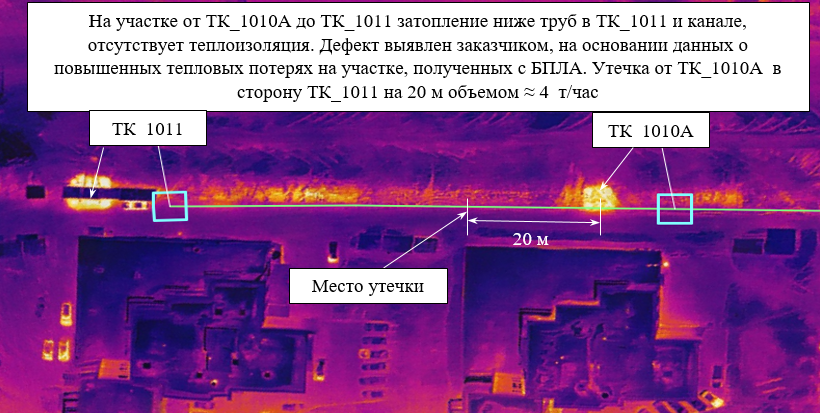 На участке от ТК_1010А до ТК_1011 затопление ниже труб в ТК_1011 и канале,
отсутствует теплоизоляция. Дефект выявлен заказчиком, на основании данных о
повышенных тепловых потерях на участке, полученных с БПЛА. Утечка от ТК_1010А в
сторону ТК_1011 на 20 м объемом ≈ 4 т/час
ТК 1011
ТК 1010А
20 м
Место утечки